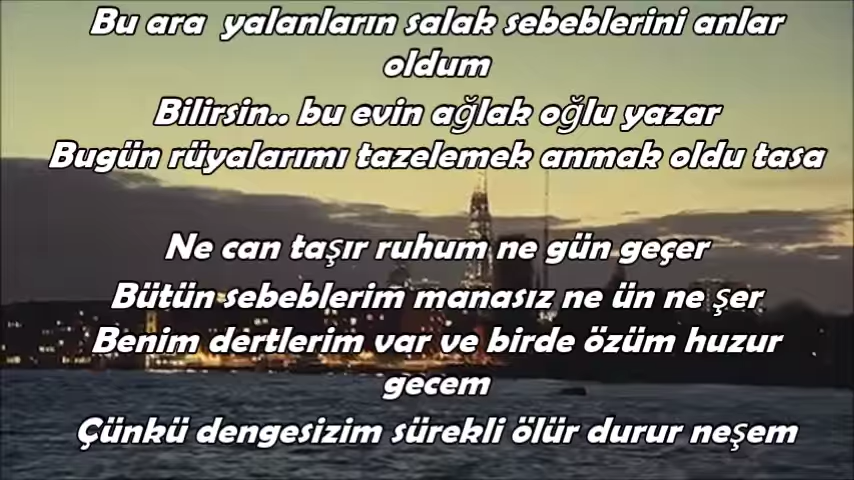 Bu ara yalanların salak sebeblerini anlar
oldum
Bilirsin.. bu evin ağlak oğlu yazar
Bugün rüyalarımı tazelemek anmak oldu tasa
Ne can taşır ruhum ne gün geçer
Bütün sebeblerim manasız ne ün ne şer
Benim dertlerim var ve birde özüm huzur
gecem
Çünkü dengesizim sürekli ölür durur neşem